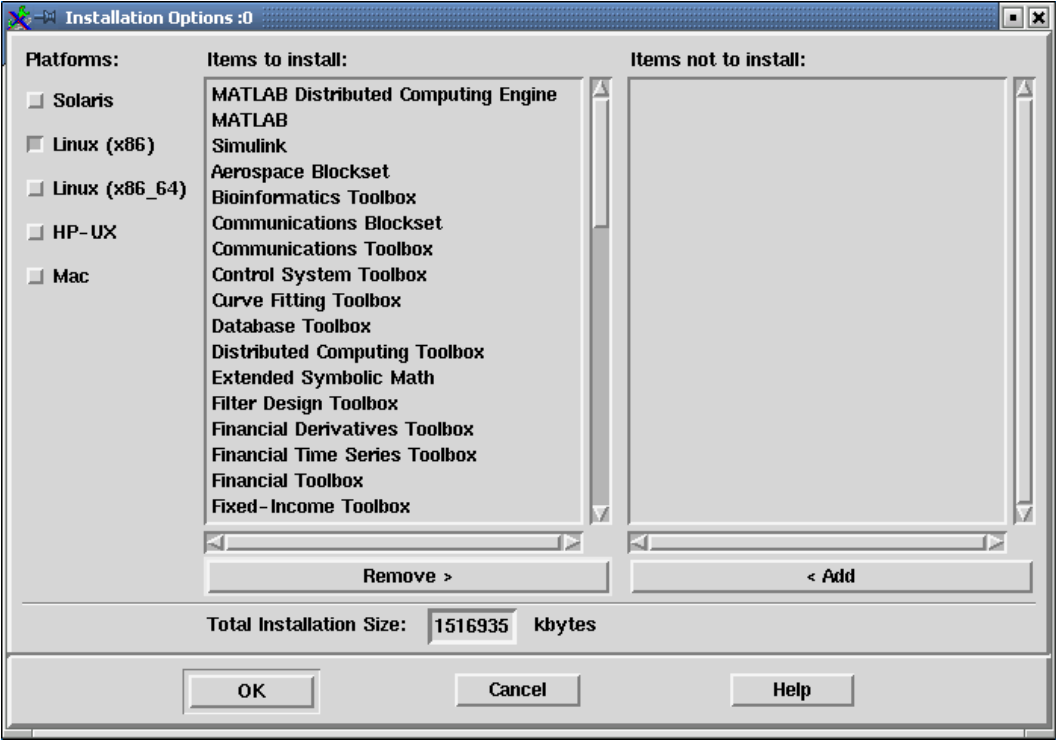 Installation Options :0
Platforms:
Solaris
Linux (x86)
Linux (x86_64)
HP-UX
Mac
Items to install:
MATLAB Distributed Computing Engine
MATLAB
Simulink
Aerospace Blockset
Bioinformatics Toolbox
Communications Blockset
Communications Toolbox
Control System Toolbox
Curve Fitting Toolbox
Database Toolbox
Distributed Computing Toolbox
Extended Symbolic Math
Filter Design Toolbox
Financial Derivatives Toolbox
Financial Time Series Toolbox
Financial Toolbox
Fixed-Income Toolbox
Remove >
Items not to install:
< Add
Total Installation Size: 1516935 kbytes
OK Cancel Help